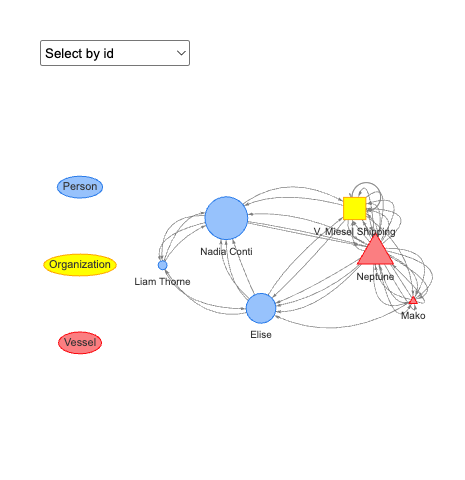 Select by id
Person
V. Miesel Shipping
Nadia Conti
Organization
Neptune
Liam Thorne
Mako
Elise
Vessel